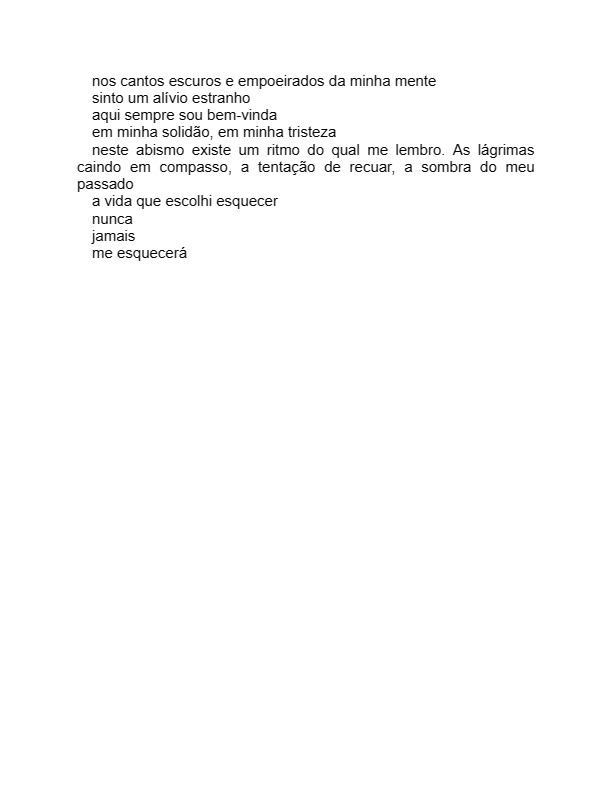 nos cantos escuros e empoeirados da minha mente
sinto um alívio estranho
aqui sempre sou bem-vinda
em minha solidão, em minha tristeza
neste abismo existe um ritmo do qual me lembro. As lágrimas
caindo em compasso, a tentação de recuar, a sombra do meu
passado
a vida que escolhi esquecer
nunca
jamais
me esquecerá